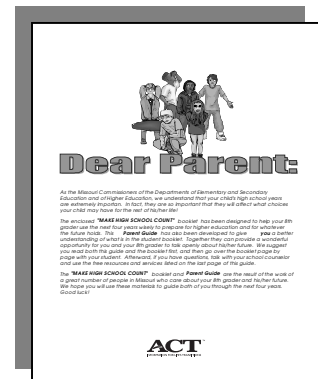 Dear Parent:
As the Missouri Commissioners of the Departments of Elementary and Secondary
Education and of Higher Education, we understand that your child's high school years
are extremely important. In fact, they are so important that they will affect what choices
your child may have for the rest of his/her life!
The enclosed "MAKE HIGH SCHOOL COUNT" booklet has been designed to help your 8th
grader use the next four years wisely to prepare for higher education and for whatever
the future holds. This Parent Guide has also been developed to give you a better
understanding of what is in the student booklet. Together they can provide a wonderful
opportunity for you and your 8th grader to talk openly about his/her future. We suggest
you read both this guide and the booklet first, and then go over the booklet page by
page with your student. Afterward, if you have questions, talk with your school counselor
and use the free resources and services listed on the last page of this guide.
The "MAKE HIGH SCHOOL COUNT" booklet and Parent Guide are the result of the work of
a great number of people in Missouri who care about your 8th grader and his/her future.
We hope you will use these materials to guide both of you through the next four years.
Good luck!
ACT